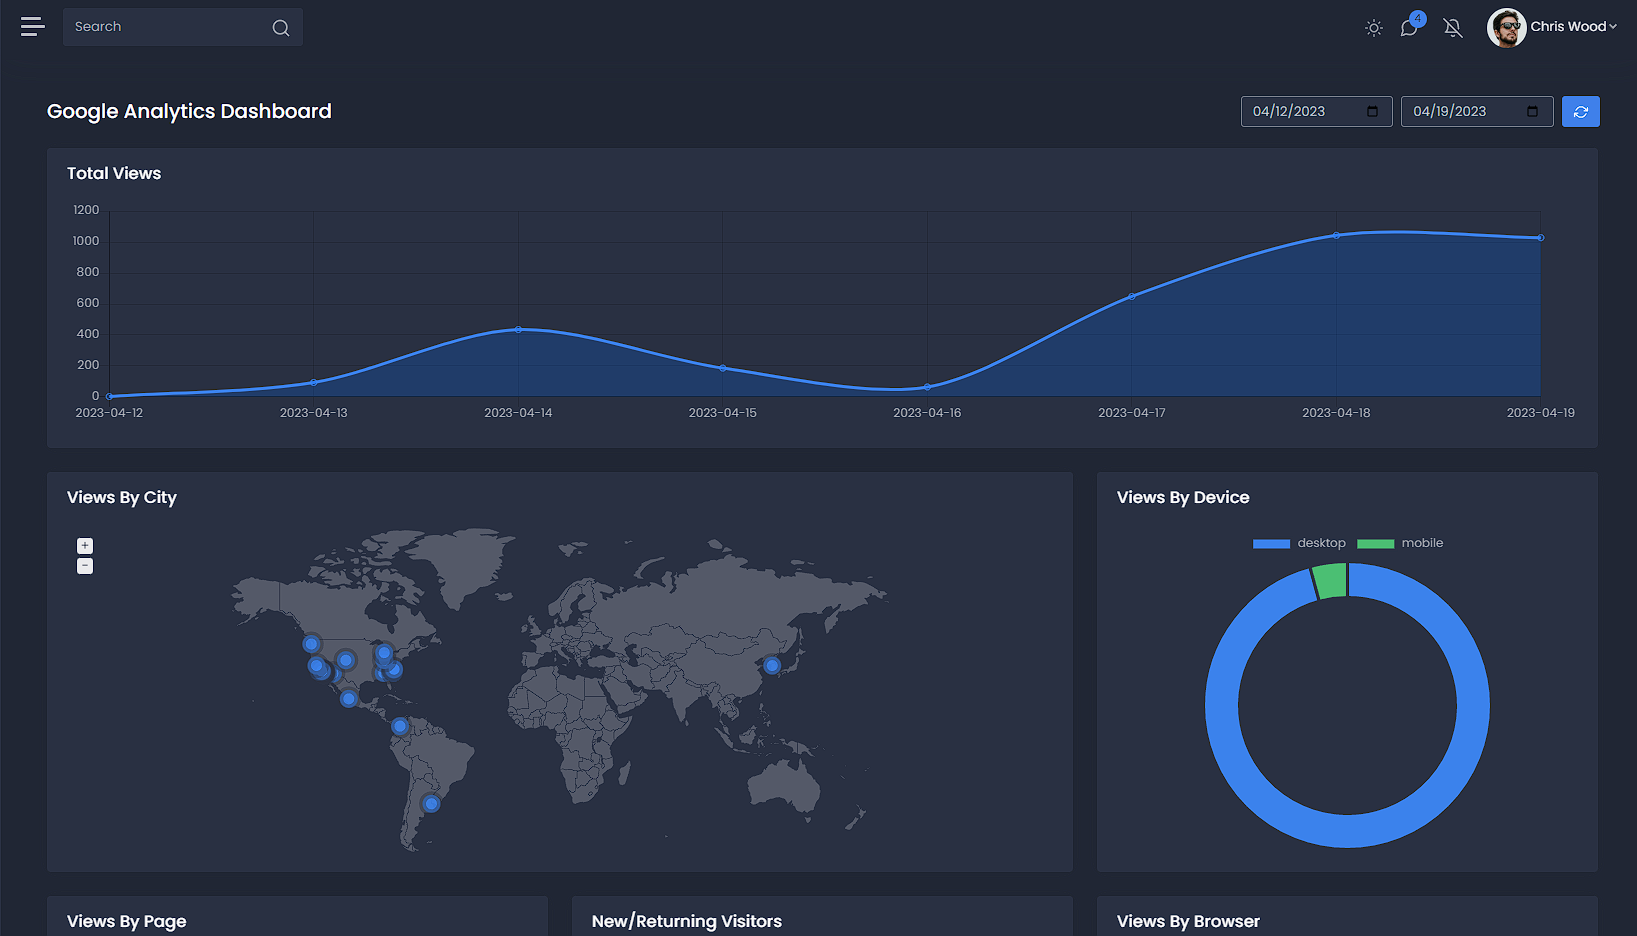 Search
4
Chris Wood
Google Analytics Dashboard
04/12/2023
04/19/2023
Total Views
1200
1000
800
600
400
200
0
2023-04-12 2023-04-13 2023-04-14 2023-04-15 2023-04-16 2023-04-17 2023-04-18 2023-04-19
Views By City
+
−
Views By Device
desktop mobile
Views By Page
New/Returning Visitors
Views By Browser